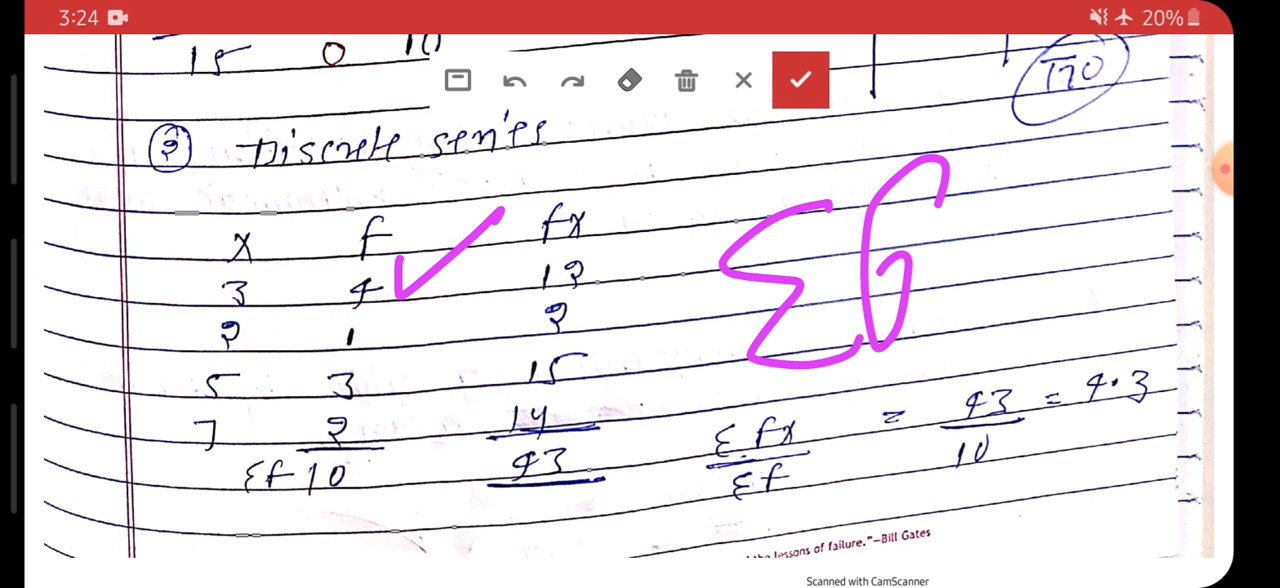 3:24 20%
15 0 10
170
② Discrete series
x f fx
3 4 12
2 1 2
5 3 15
7 2 14
Σf 10 43 Σfx / Σf = 43 / 10 = 4.3
Σf
the lessons of failure."–Bill Gates
Scanned with CamScanner